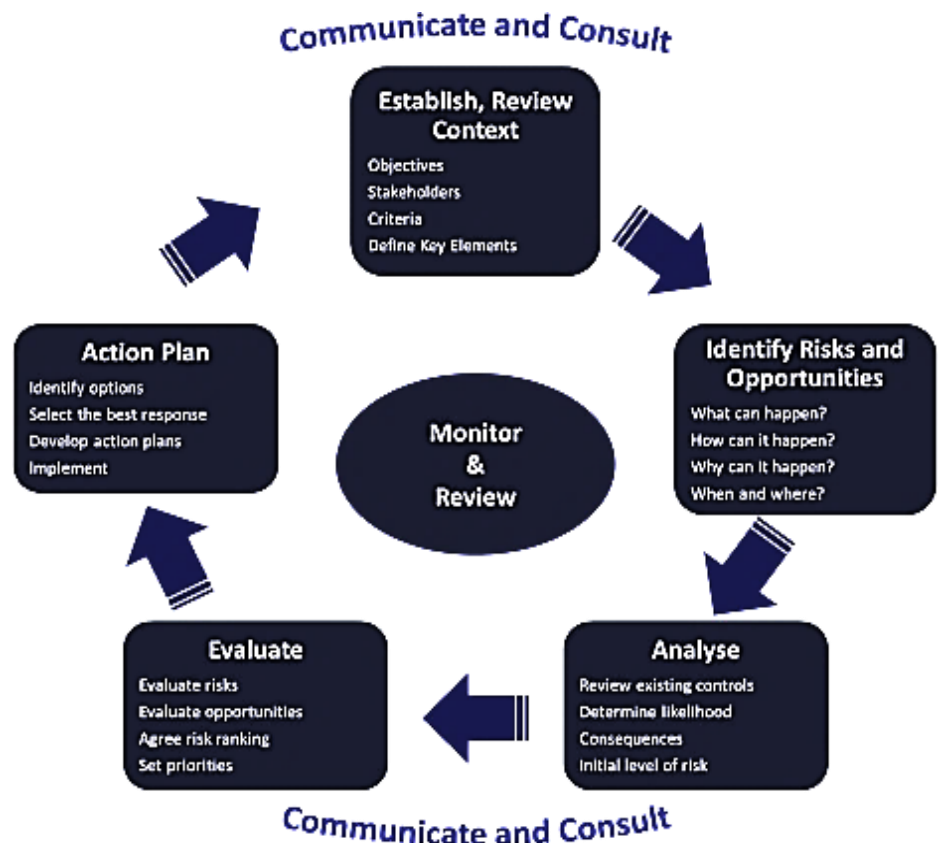 Communicate and Consult
Establish, Review
Context
Objectives
Stakeholders
Criteria
Define Key Elements
Identify Risks and
Opportunities
What can happen?
How can it happen?
Why can it happen?
When and where?
Analyse
Review existing controls
Determine likelihood
Consequences
Initial level of risk
Evaluate
Evaluate risks
Evaluate opportunities
Agree risk ranking
Set priorities
Action Plan
Identify options
Select the best response
Develop action plans
Implement
Monitor
&
Review
Communicate and Consult